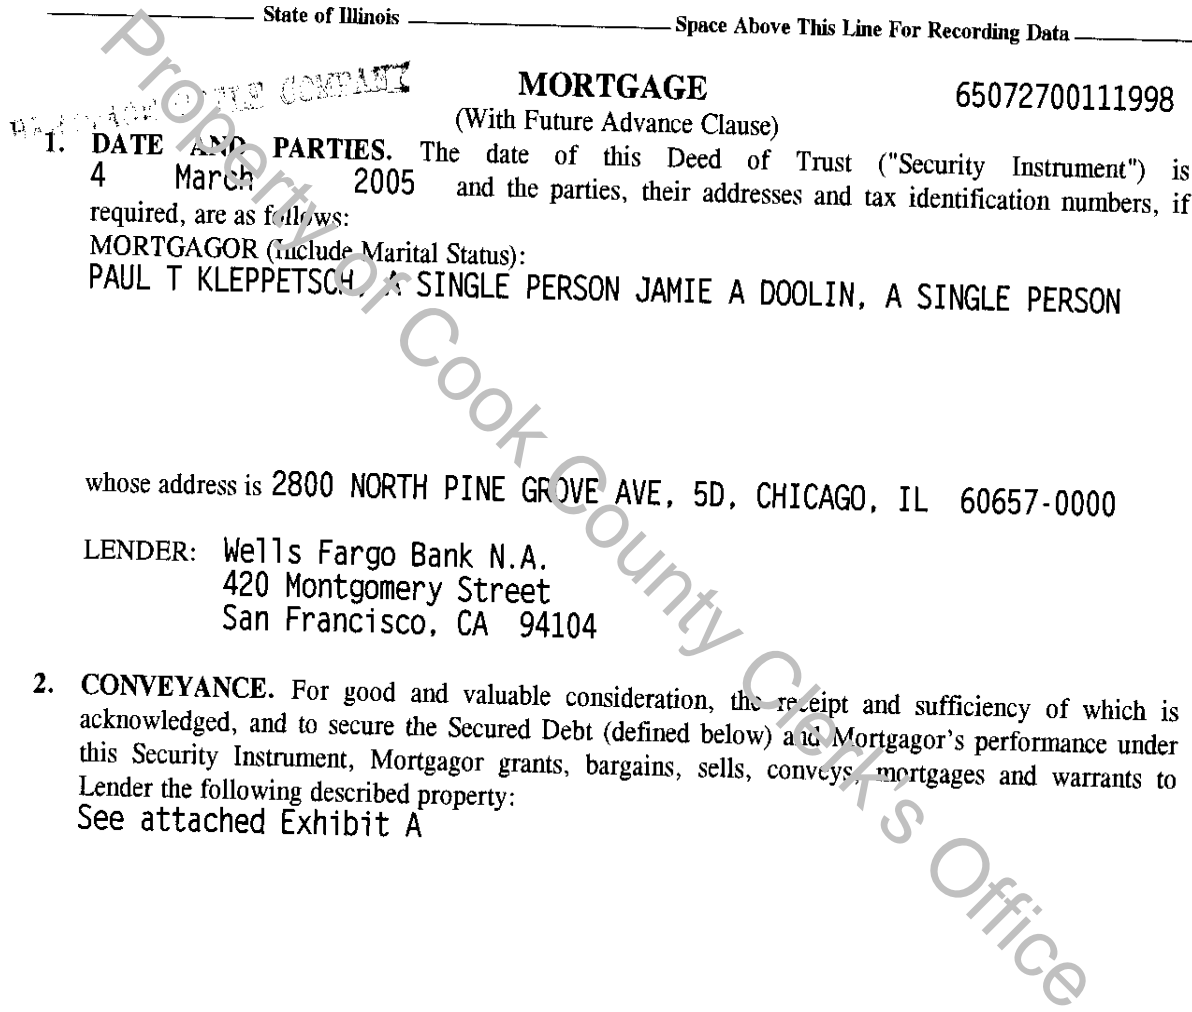 State of Illinois Space Above This Line For Recording Data
MORTGAGE 65072700111998
(With Future Advance Clause)
COMPANY
1. DATE AND PARTIES. The date of this Deed of Trust ("Security Instrument") is
4 March 2005 and the parties, their addresses and tax identification numbers, if
required, are as follows:
MORTGAGOR (Include Marital Status):
PAUL T KLEPPETSCH, A SINGLE PERSON JAMIE A DOOLIN, A SINGLE PERSON
whose address is 2800 NORTH PINE GROVE AVE, 5D, CHICAGO, IL 60657-0000
LENDER: Wells Fargo Bank N.A.
420 Montgomery Street
San Francisco, CA 94104
2. CONVEYANCE. For good and valuable consideration, the receipt and sufficiency of which is
acknowledged, and to secure the Secured Debt (defined below) and Mortgagor's performance under
this Security Instrument, Mortgagor grants, bargains, sells, conveys, mortgages and warrants to
Lender the following described property:
See attached Exhibit A
Property of Cook County Clerk's Office